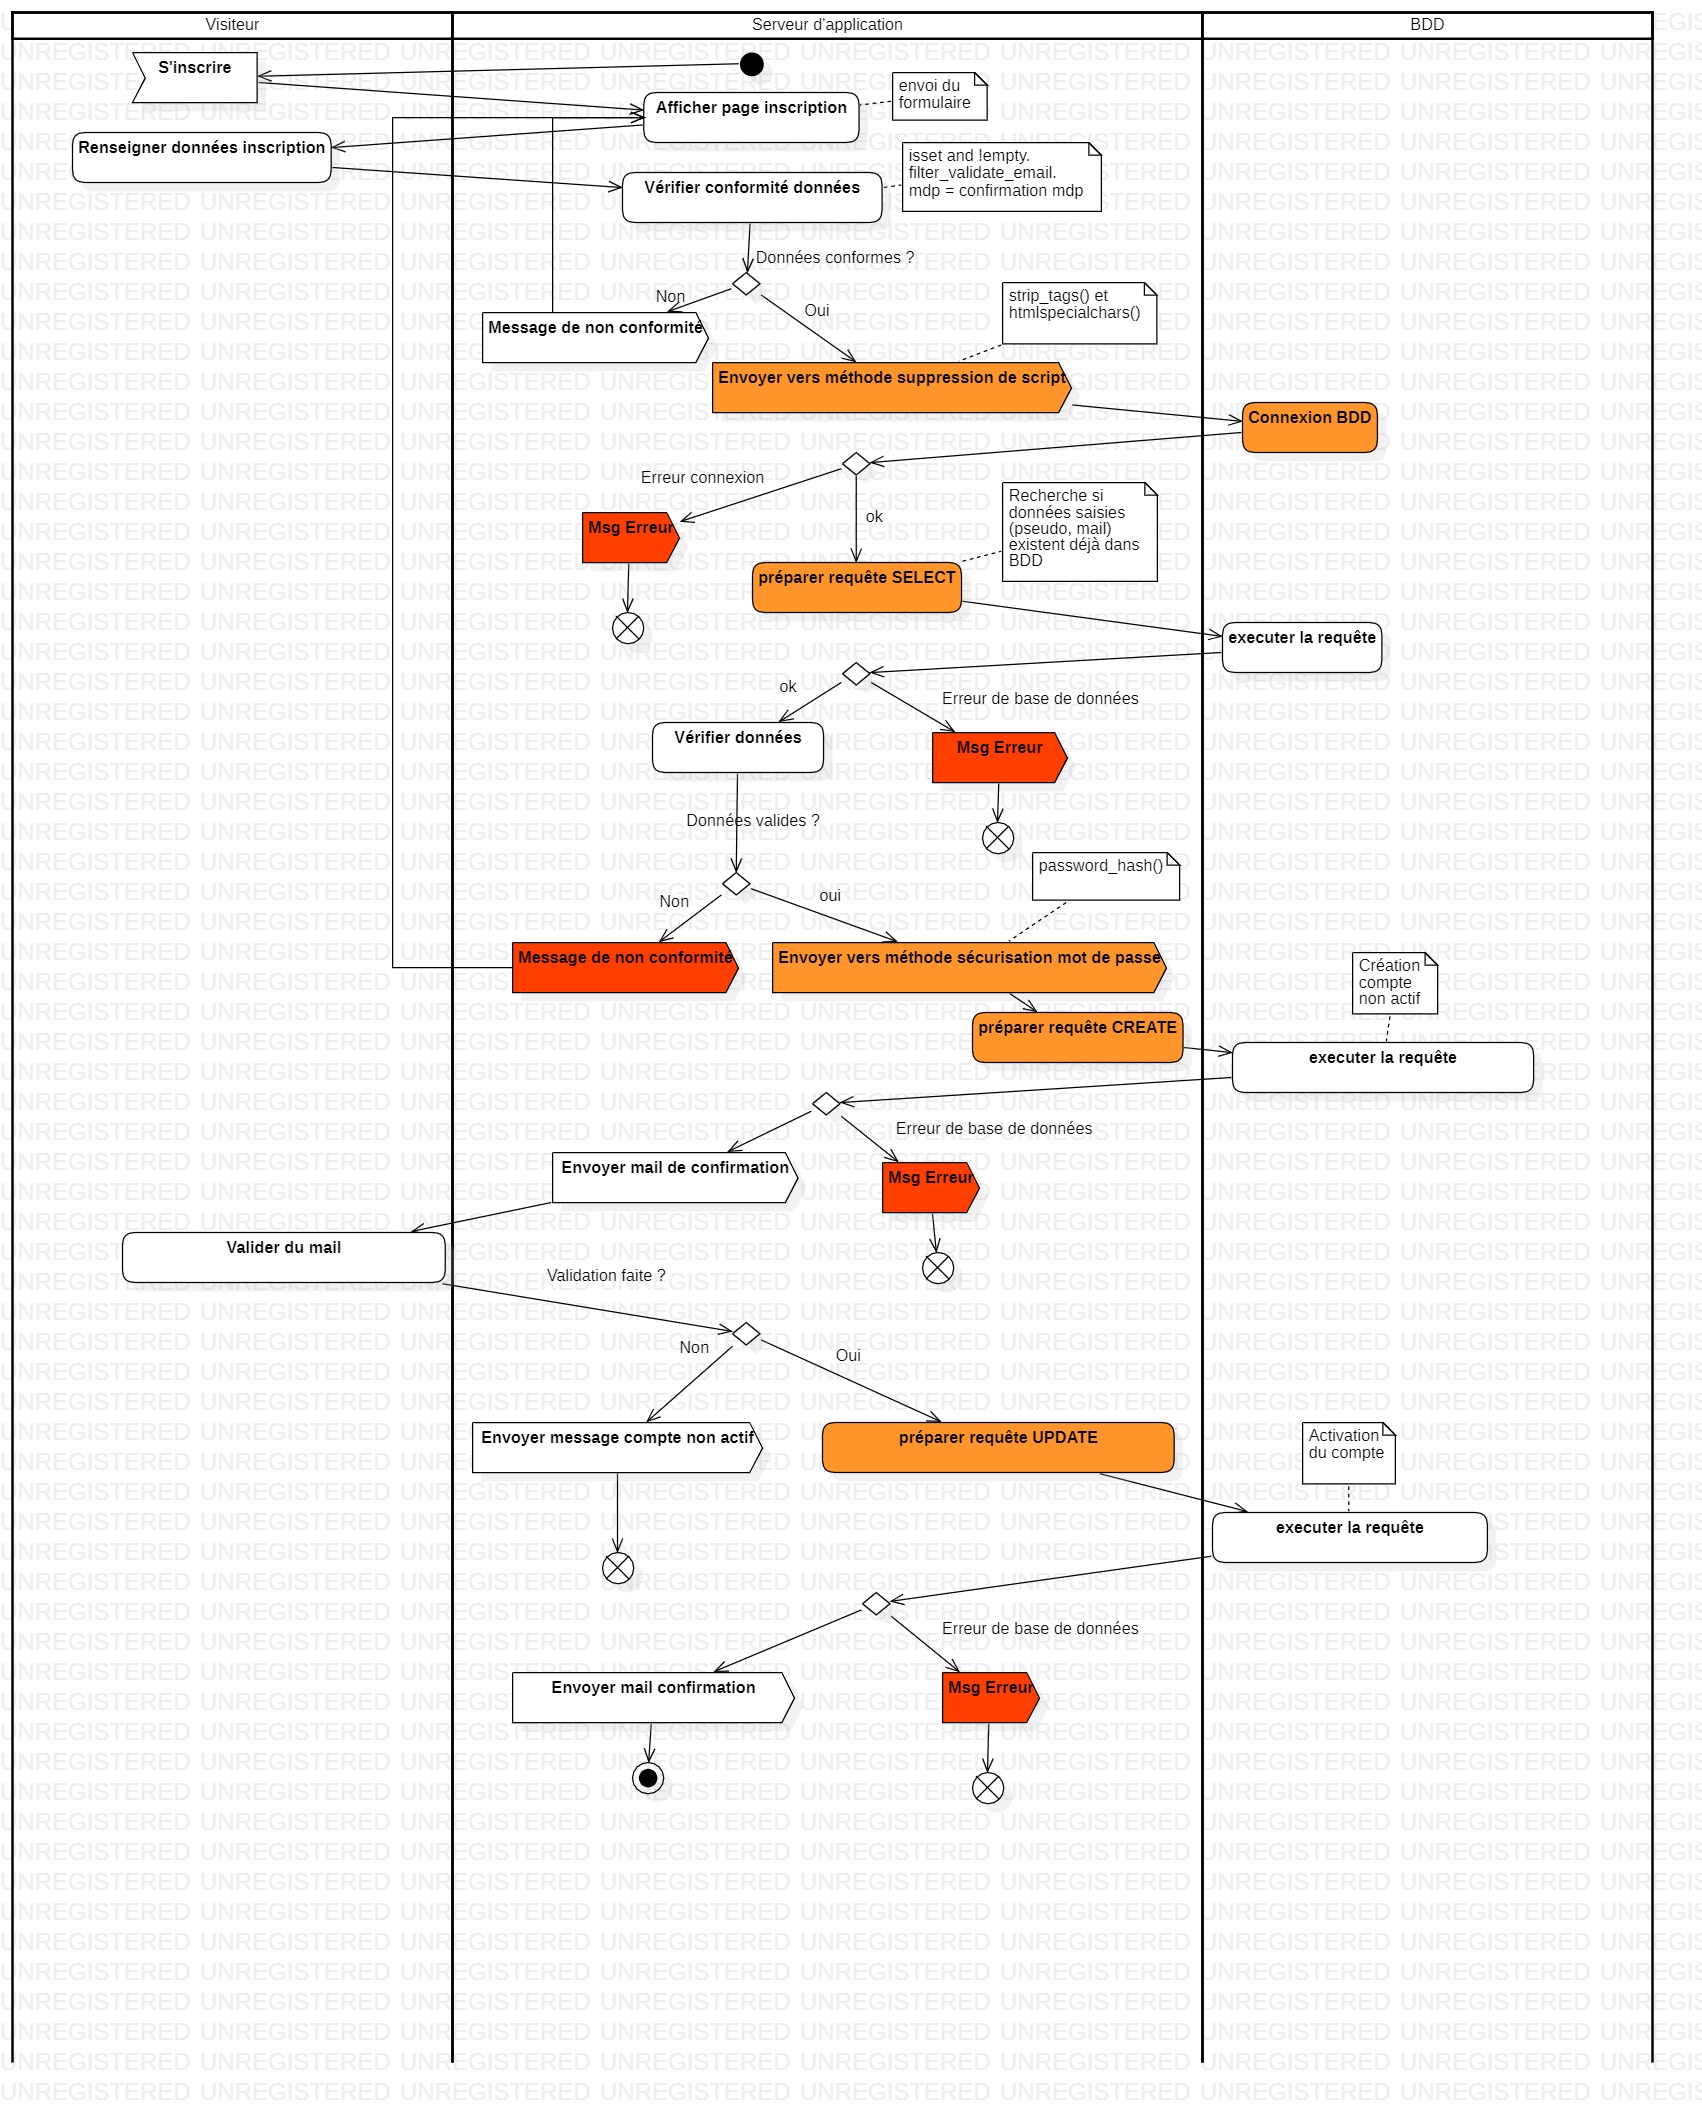 Visiteur
Serveur d'application
BDD
S'inscrire
Afficher page inscription
envoi du
formulaire
Renseigner données inscription
Vérifier conformité données
isset and !empty.
filter_validate_email.
mdp = confirmation mdp
Données conformes ?
Non
Oui
strip_tags() et
htmlspecialchars()
Message de non conformité
Envoyer vers méthode suppression de script
Connexion BDD
Erreur connexion
ok
Msg Erreur
Recherche si
données saisies
(pseudo, mail)
existent déjà dans
BDD
préparer requête SELECT
executer la requête
ok
Erreur de base de données
Vérifier données
Msg Erreur
Données valides ?
password_hash()
Non
oui
Message de non conformité
Envoyer vers méthode sécurisation mot de passe
Création
compte
non actif
préparer requête CREATE
executer la requête
Erreur de base de données
Envoyer mail de confirmation
Msg Erreur
Valider du mail
Validation faite ?
Non
Oui
Envoyer message compte non actif
préparer requête UPDATE
Activation
du compte
executer la requête
Erreur de base de données
Envoyer mail confirmation
Msg Erreur
UNREGISTERED